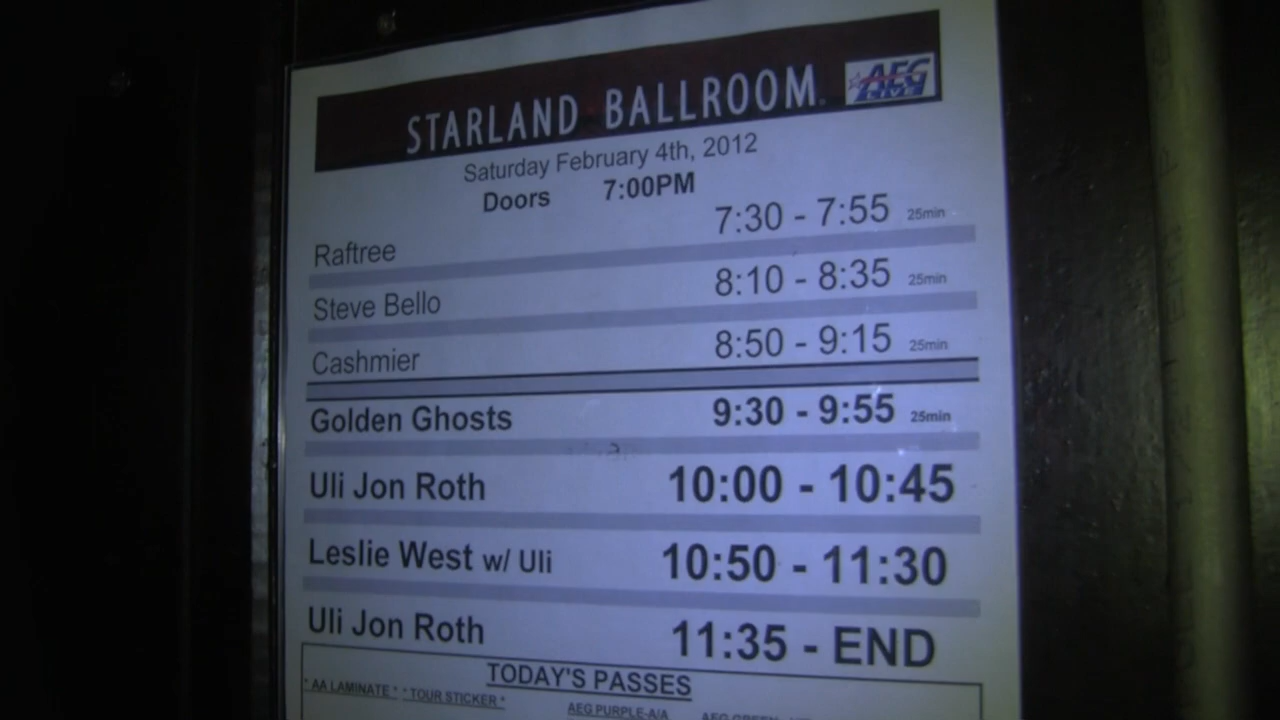 STARLAND BALLROOM
AEG LIVE
Saturday February 4th, 2012
Doors 7:00PM
Raftree 7:30 - 7:55 25min
Steve Bello 8:10 - 8:35 25min
Cashmier 8:50 - 9:15 25min
Golden Ghosts 9:30 - 9:55 25min
Uli Jon Roth 10:00 - 10:45
Leslie West w/ Uli 10:50 - 11:30
Uli Jon Roth 11:35 - END
TODAY'S PASSES
* AA LAMINATE * * TOUR STICKER *
AEG PURPLE-A/A AEG GREEN